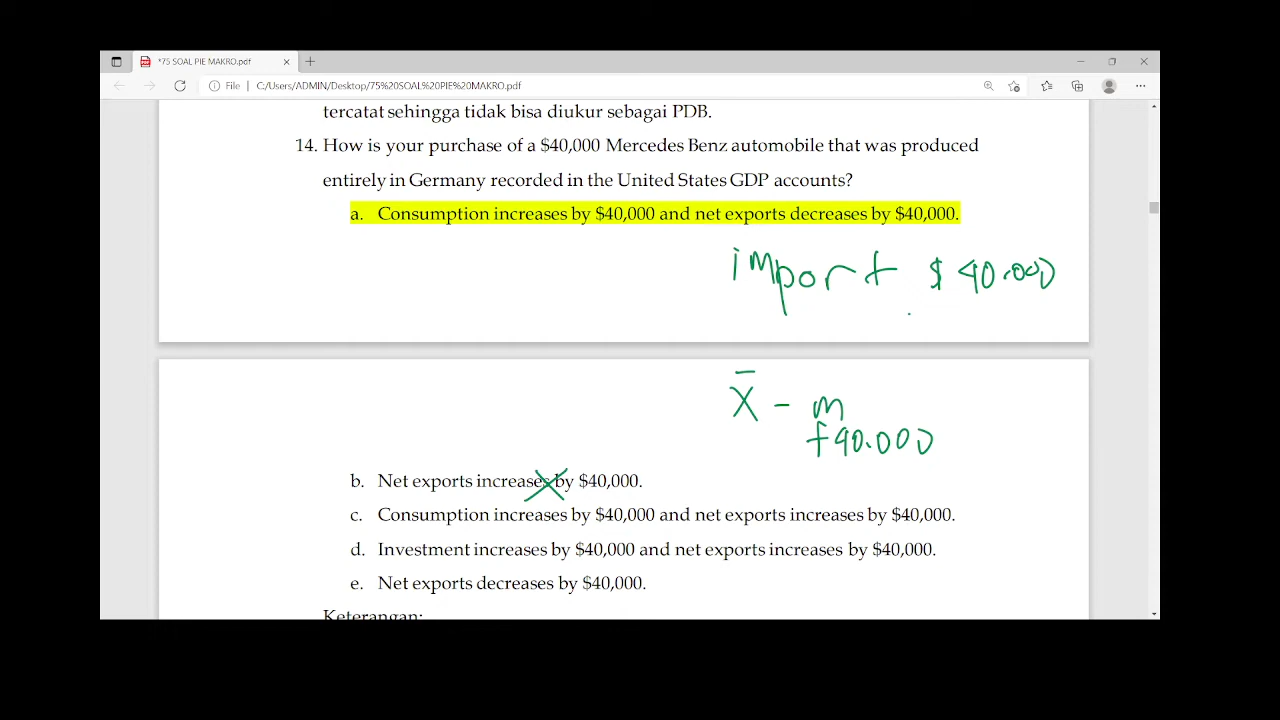 *75 SOAL PIE MAKRO.pdf
File | C:/Users/ADMIN/Desktop/75%20SOAL%20PIE%20MAKRO.pdf
tercatat sehingga tidak bisa diukur sebagai PDB.
14. How is your purchase of a $40,000 Mercedes Benz automobile that was produced
entirely in Germany recorded in the United States GDP accounts?
a. Consumption increases by $40,000 and net exports decreases by $40,000.
import $ 40.000
X - m
+40.000
b. Net exports increases by $40,000.
c. Consumption increases by $40,000 and net exports increases by $40,000.
d. Investment increases by $40,000 and net exports increases by $40,000.
e. Net exports decreases by $40,000.
Keterangan: